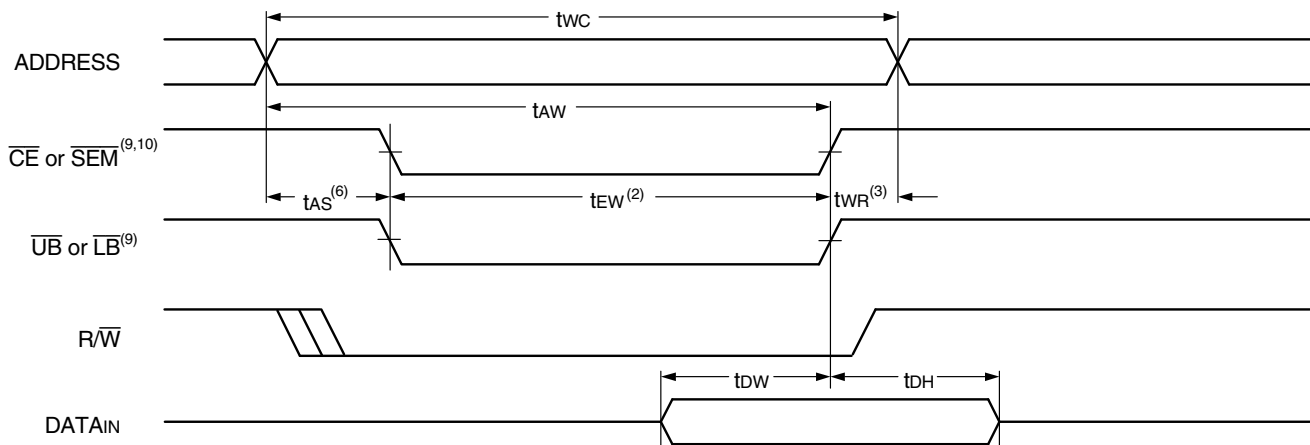 tWC
ADDRESS
tAW
CE or SEM(9,10)
tAS(6)
tEW(2)
tWR(3)
UB or LB(9)
R/W
tDW
tDH
DATAIN